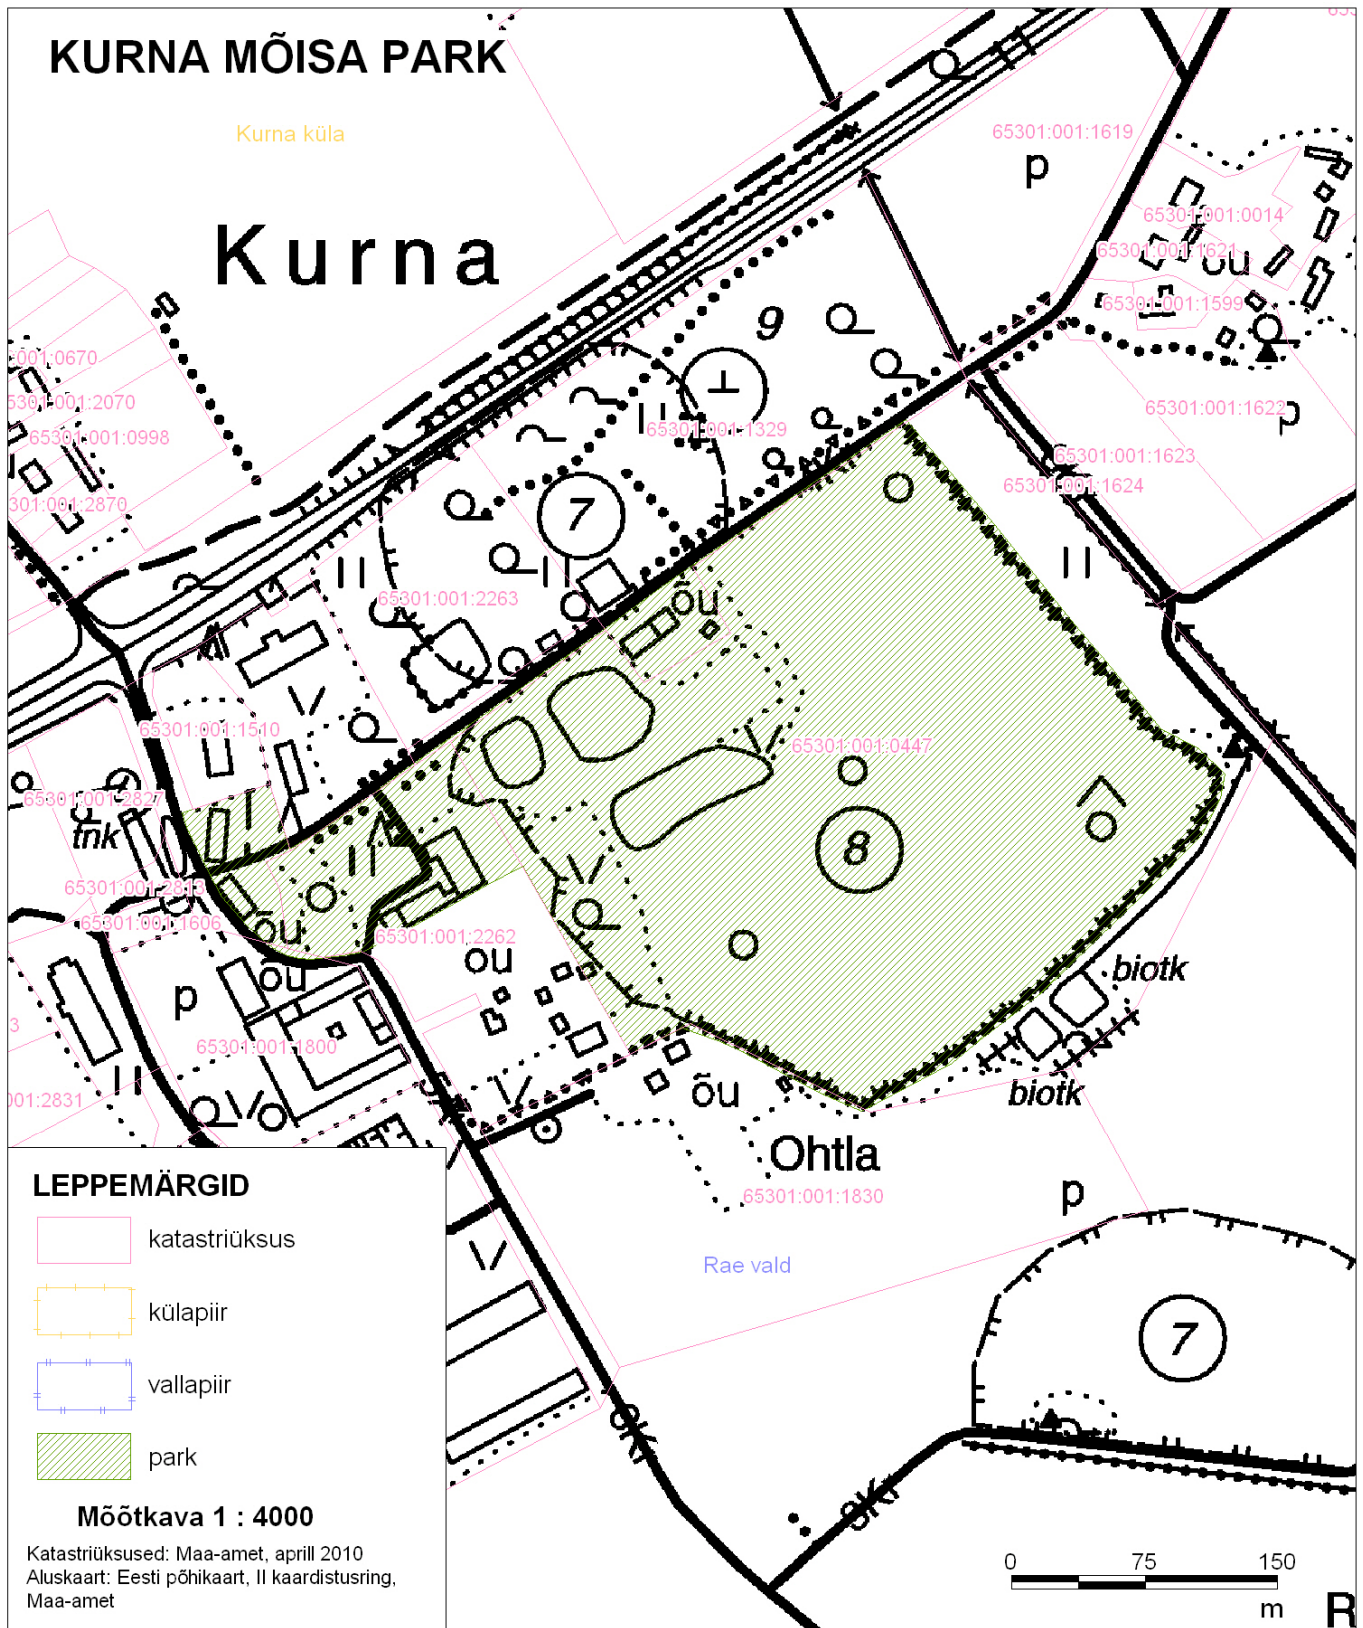 KURNA MÕISA PARK
Kurna küla
Kurna
65301:001:1619
p
65301:001:0014
65301:001:1621
õu
65301:001:1599
9
:001:0670
5301:001:2070
65301:001:0998
301:001:2870
65301:001:1329
65301:001:1622
p
65301:001:1623
65301:001:1624
7
65301:001:2263
õu
65301:001:1510
65301:001:0447
65301:001:2827
tnk
8
65301:001:2813
65301:001:1606
õu
65301:001:2262
õu
õu
p
biotk
3
65301:001:1800
001:2831
õu
biotk
Ohtla
65301:001:1830
p
Rae vald
7
LEPPEMÄRGID
katastriüksus
külapiir
vallapiir
park
Mõõtkava 1 : 4000
Katastriüksused: Maa-amet, aprill 2010
Aluskaart: Eesti põhikaart, II kaardistusring,
Maa-amet
0 75 150
m
R